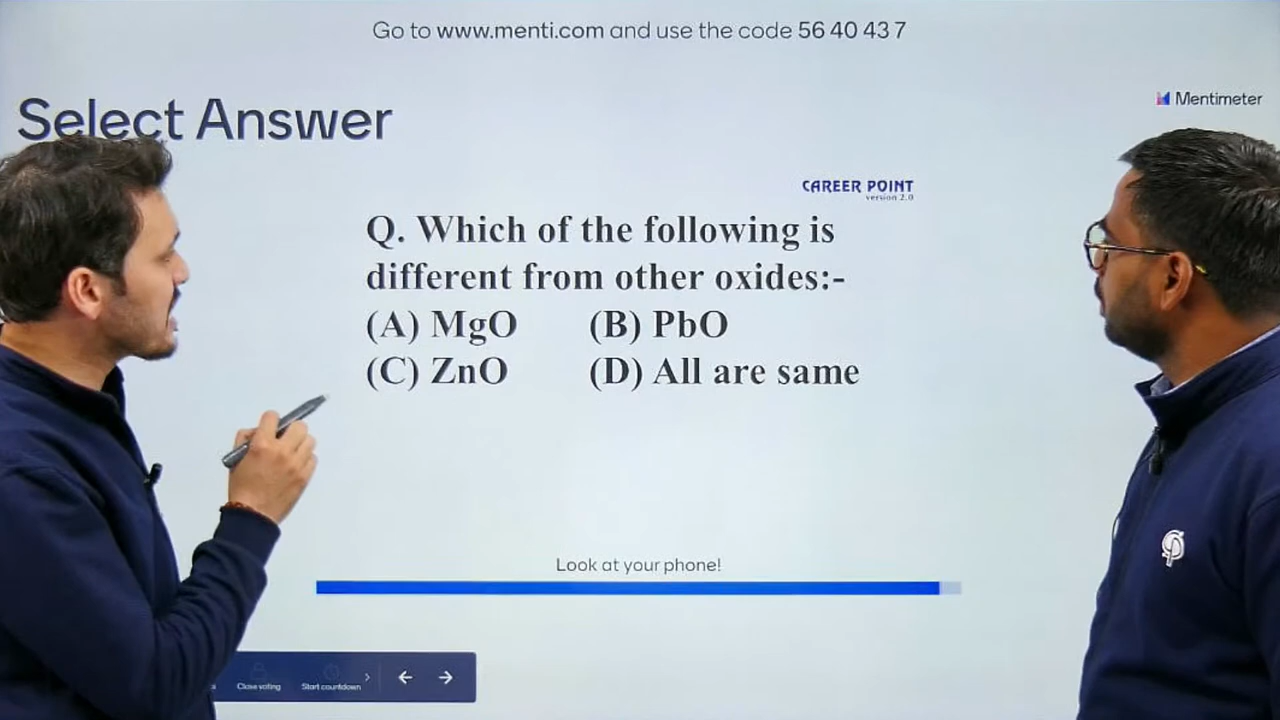 Go to www.menti.com and use the code 56 40 43 7
Select Answer
Mentimeter
CAREER POINT
version 2.0
Q. Which of the following is
different from other oxides:-
(A) MgO (B) PbO
(C) ZnO (D) All are same
Look at your phone!
Close voting Start countdown